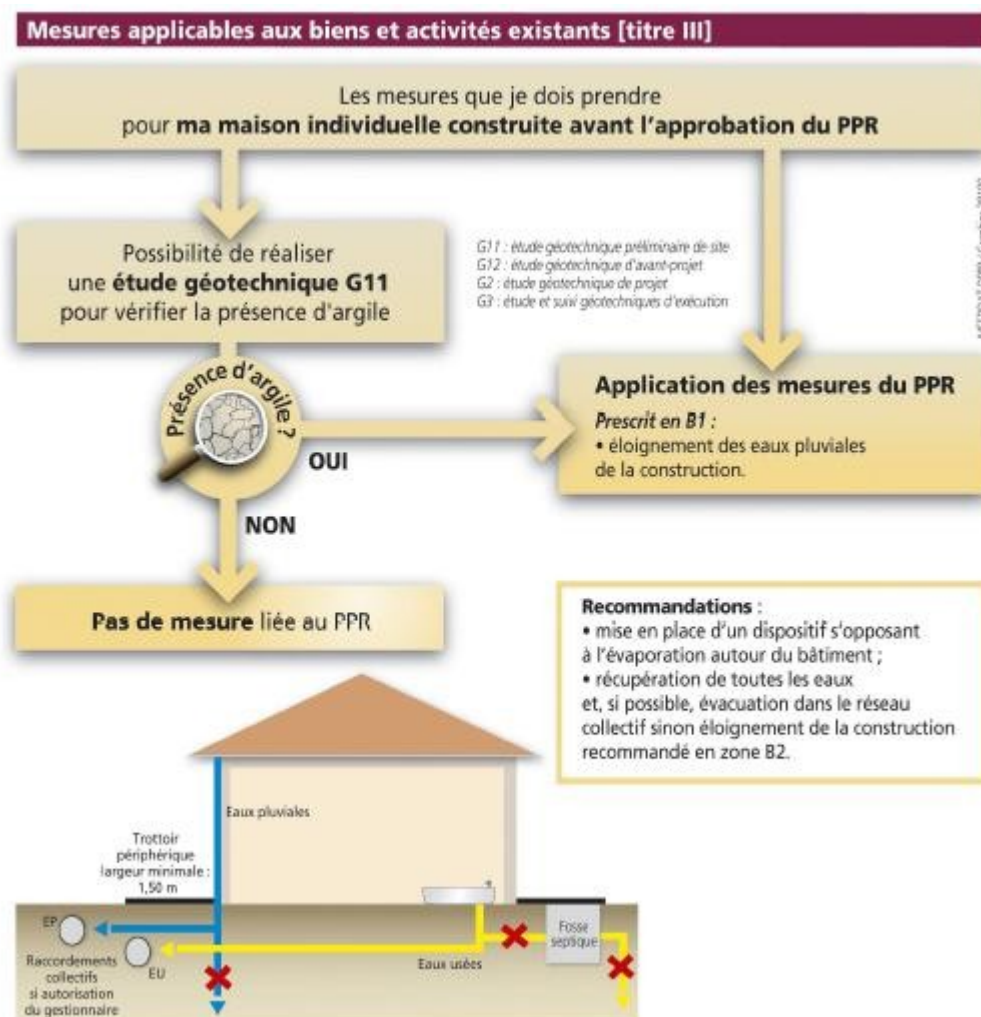 Mesures applicables aux biens et activités existants [titre III]
Les mesures que je dois prendre
pour ma maison individuelle construite avant l'approbation du PPR
Possibilité de réaliser
une étude géotechnique G11
pour vérifier la présence d'argile
G11 : étude géotechnique préliminaire de site
G12 : étude géotechnique d'avant-projet
G2 : étude géotechnique de projet
G3 : étude et suivi géotechniques d'exécution
Présence d'argile ?
OUI
NON
Application des mesures du PPR
Prescrit en B1 :
• éloignement des eaux pluviales
de la construction.
Pas de mesure liée au PPR
Recommandations :
• mise en place d'un dispositif s'opposant
à l'évaporation autour du bâtiment ;
• récupération de toutes les eaux
et, si possible, évacuation dans le réseau
collectif sinon éloignement de la construction
recommandé en zone B2.
Eaux pluviales
Trottoir
périphérique
largeur minimale :
1,50 m
EP
EU
Raccordements
collectifs
si autorisation
du gestionnaire
Eaux usées
Fosse
septique